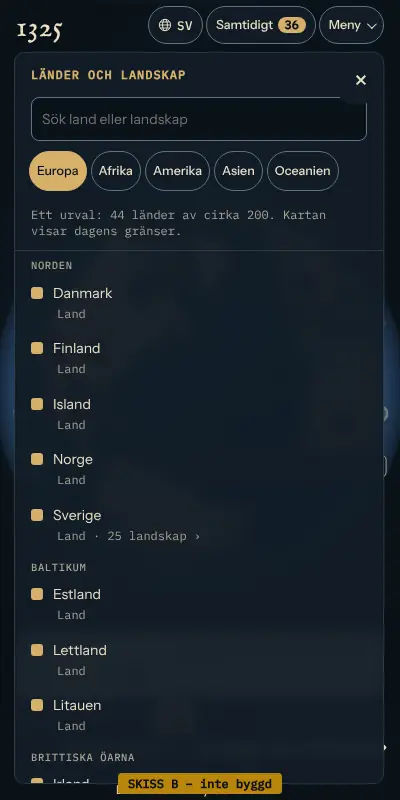 1325
SV
Samtidigt 36
Meny
LÄNDER OCH LANDSKAP
Sök land eller landskap
Europa
Afrika
Amerika
Asien
Oceanien
Ett urval: 44 länder av cirka 200. Kartan
visar dagens gränser.
NORDEN
Danmark
Land
Finland
Land
Island
Land
Norge
Land
Sverige
Land · 25 landskap ›
BALTIKUM
Estland
Land
Lettland
Land
Litauen
Land
BRITTISKA ÖARNA
Irland
SKISS B – inte byggd